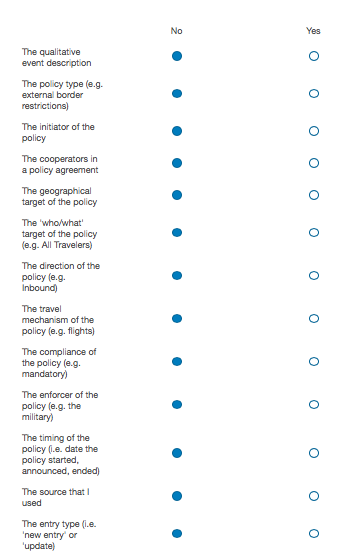 No Yes
The qualitative
event description
The policy type (e.g.
external border
restrictions)
The initiator of the
policy
The cooperators in
a policy agreement
The geographical
target of the policy
The 'who/what'
target of the policy
(e.g. All Travelers)
The direction of the
policy (e.g.
Inbound)
The travel
mechanism of the
policy (e.g. flights)
The compliance of
the policy (e.g.
mandatory)
The enforcer of the
policy (e.g. the
military)
The timing of the
policy (i.e. date the
policy started,
announced, ended)
The source that I
used
The entry type (i.e.
'new entry' or
'update)